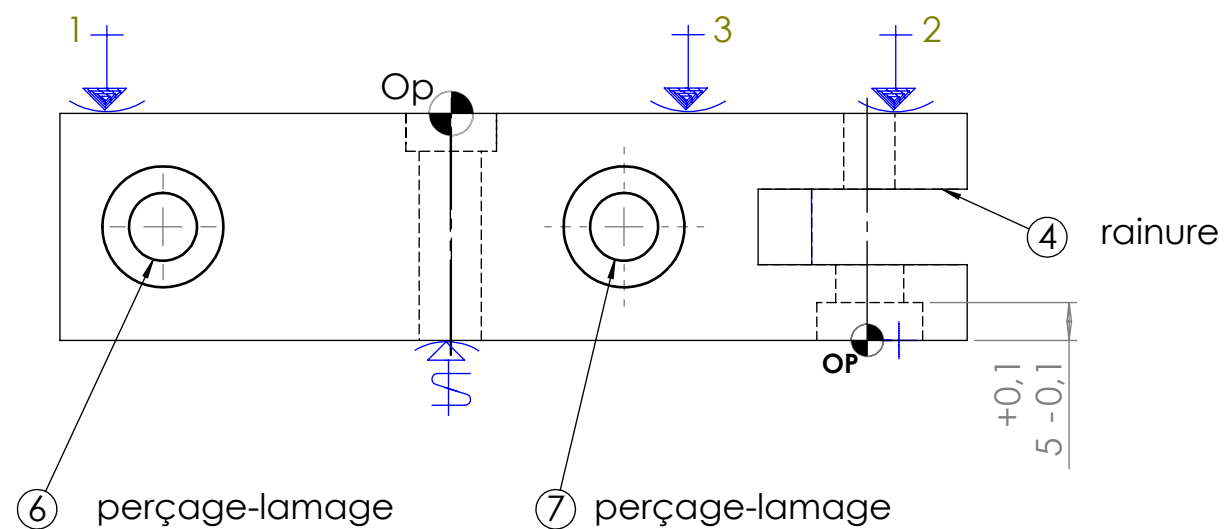 1 3 2
Op
4 rainure
OP
+0,1
5 -0,1
6 perçage-lamage 7 perçage-lamage